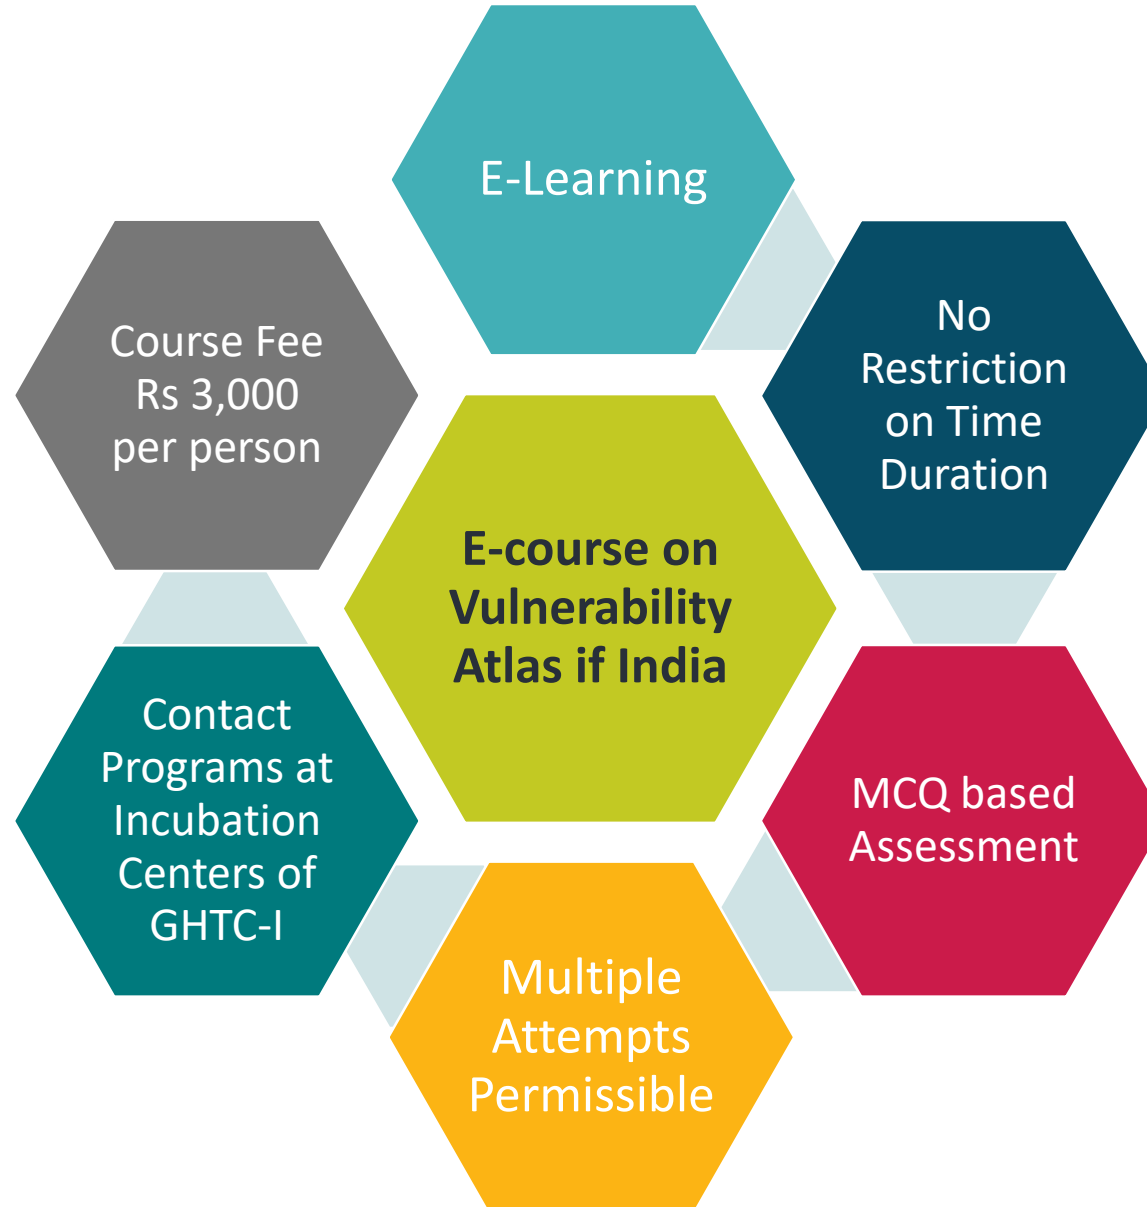 E-Learning
No
Restriction
on Time
Duration
Course Fee
Rs 3,000
per person
E-course on
Vulnerability
Atlas if India
MCQ based
Assessment
Contact
Programs at
Incubation
Centers of
GHTC-I
Multiple
Attempts
Permissible